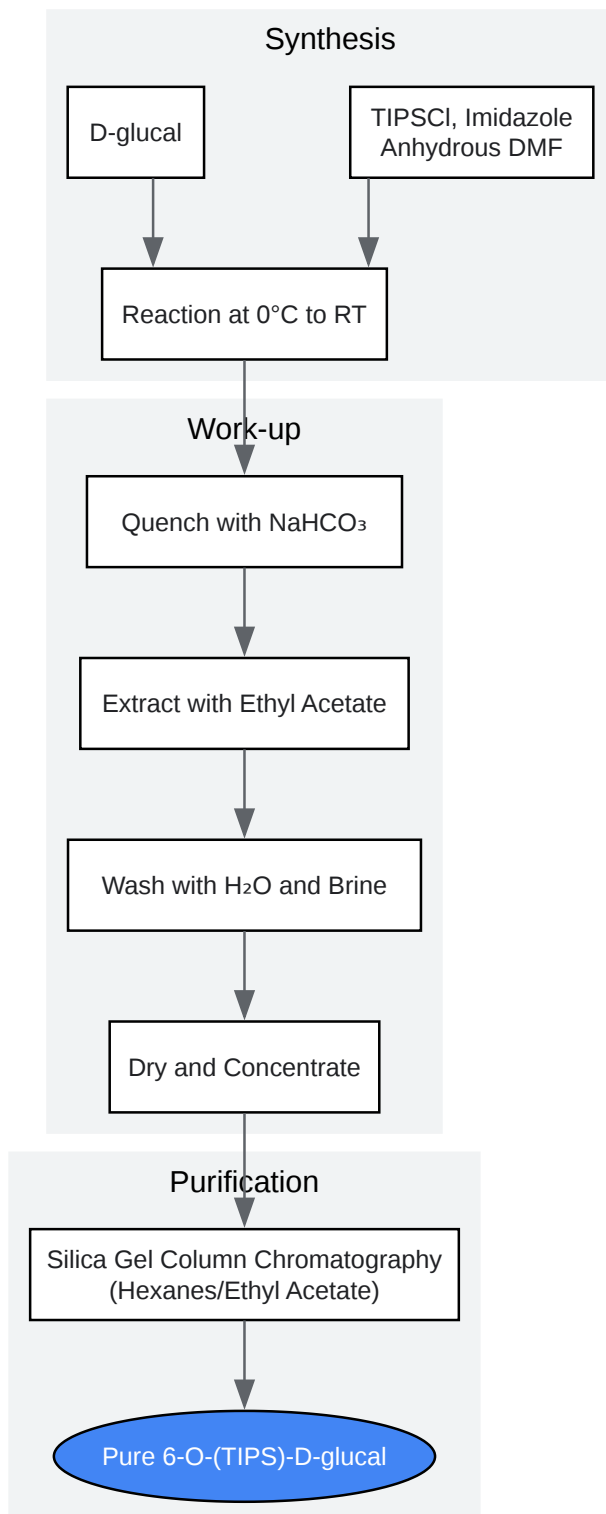 Synthesis
D-glucal
TIPSCl, Imidazole
Anhydrous DMF
Reaction at 0°C to RT
Work-up
Quench with NaHCO₃
Extract with Ethyl Acetate
Wash with H₂O and Brine
Dry and Concentrate
Purification
Silica Gel Column Chromatography
(Hexanes/Ethyl Acetate)
Pure 6-O-(TIPS)-D-glucal